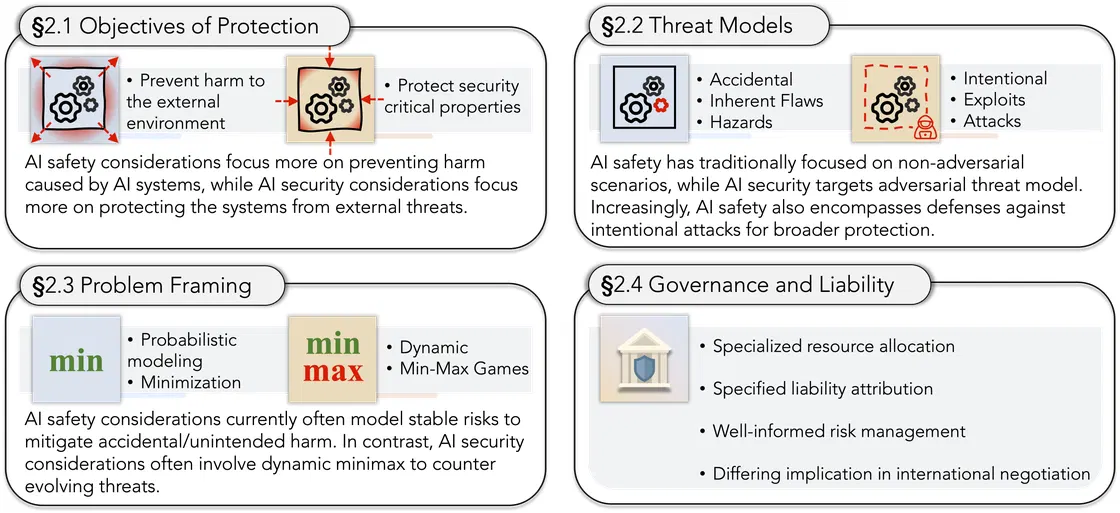 §2.1 Objectives of Protection
• Prevent harm to
the external
environment
• Protect security
critical properties
AI safety considerations focus more on preventing harm
caused by AI systems, while AI security considerations focus
more on protecting the systems from external threats.
§2.2 Threat Models
• Accidental
• Inherent Flaws
• Hazards
• Intentional
• Exploits
• Attacks
AI safety has traditionally focused on non-adversarial
scenarios, while AI security targets adversarial threat model.
Increasingly, AI safety also encompasses defenses against
intentional attacks for broader protection.
§2.3 Problem Framing
min
• Probabilistic
modeling
• Minimization
min
max
• Dynamic
• Min-Max Games
AI safety considerations currently often model stable risks to
mitigate accidental/unintended harm. In contrast, AI security
considerations often involve dynamic minimax to counter
evolving threats.
§2.4 Governance and Liability
• Specialized resource allocation
• Specified liability attribution
• Well-informed risk management
• Differing implication in international negotiation